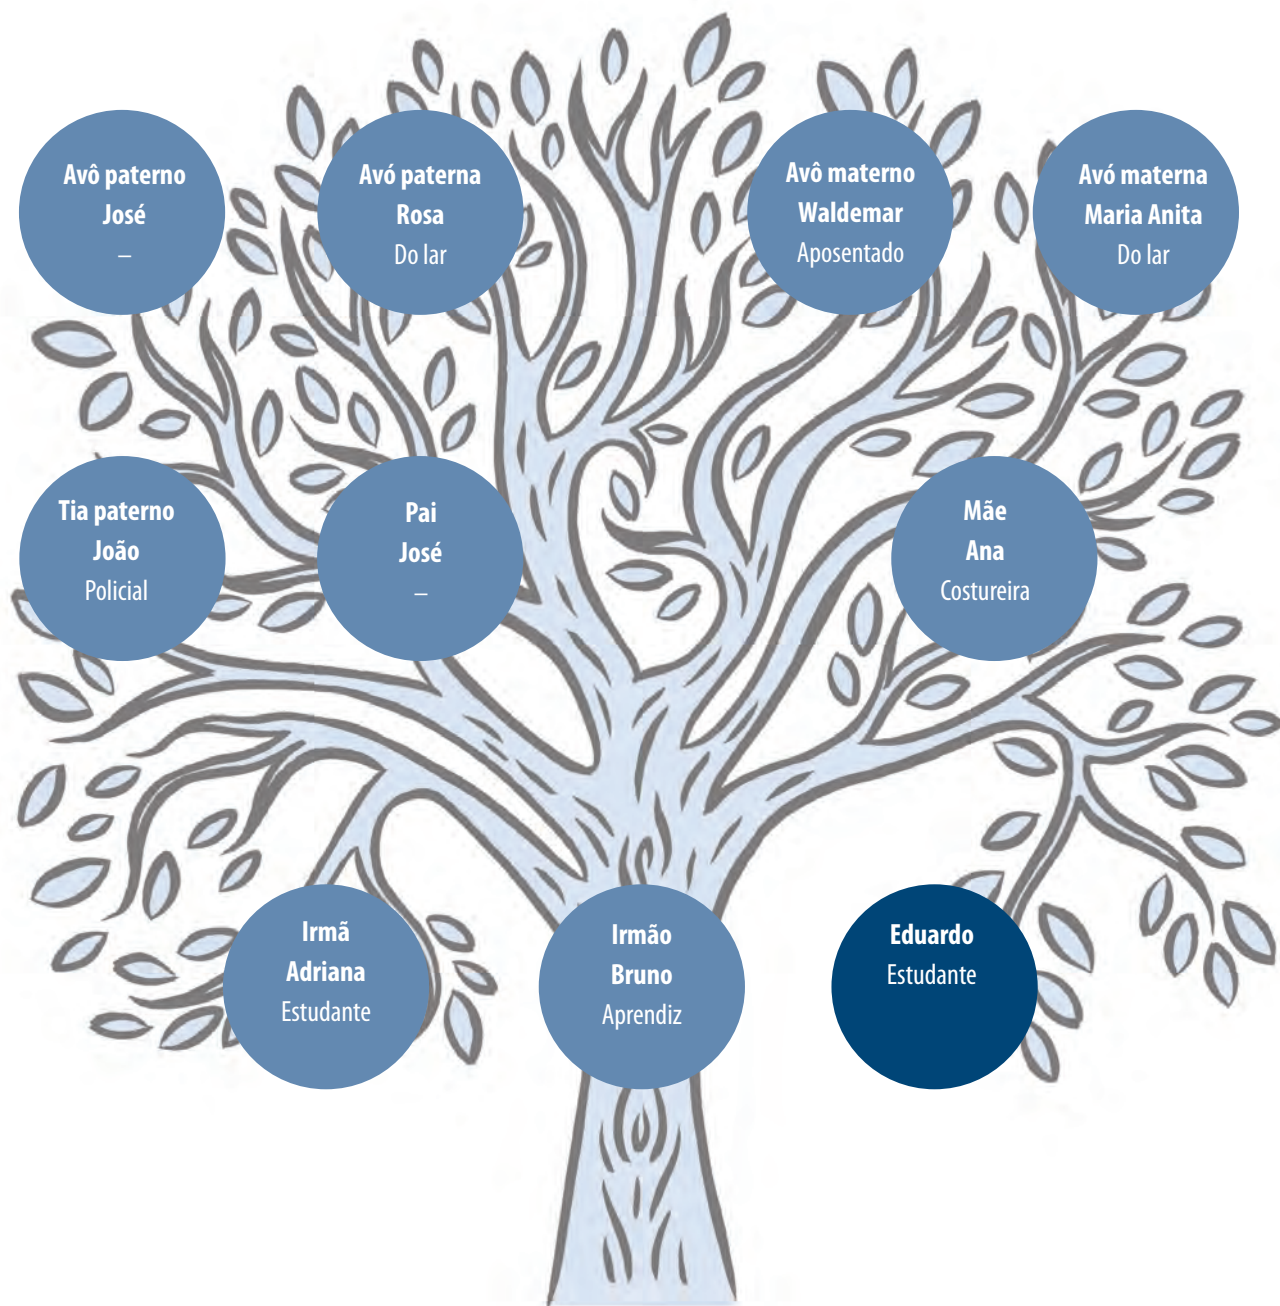 Avô paterno
José
–
Avó paterna
Rosa
Do lar
Avô materno
Waldemar
Aposentado
Avó materna
Maria Anita
Do lar
Tia paterno
João
Policial
Pai
José
–
Mãe
Ana
Costureira
Irmã
Adriana
Estudante
Irmão
Bruno
Aprendiz
Eduardo
Estudante